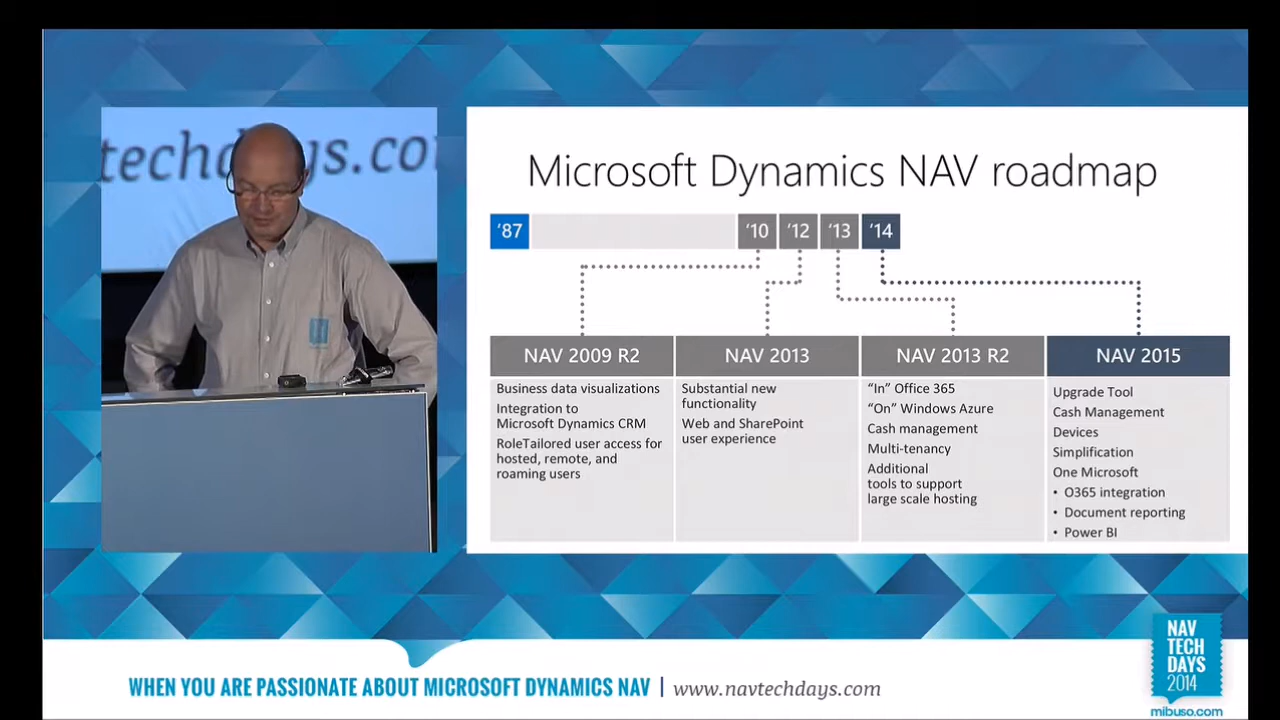 techdays.co
Microsoft Dynamics NAV roadmap
'87
'10
'12
'13
'14
NAV 2009 R2
Business data visualizations
Integration to
Microsoft Dynamics CRM
RoleTailored user access for
hosted, remote, and
roaming users
NAV 2013
Substantial new
functionality
Web and SharePoint
user experience
NAV 2013 R2
“In” Office 365
“On” Windows Azure
Cash management
Multi-tenancy
Additional
tools to support
large scale hosting
NAV 2015
Upgrade Tool
Cash Management
Devices
Simplification
One Microsoft
• O365 integration
• Document reporting
• Power BI
WHEN YOU ARE PASSIONATE ABOUT MICROSOFT DYNAMICS NAV | www.navtechdays.com
NAV
TECH
DAYS
2014
mibuso.com